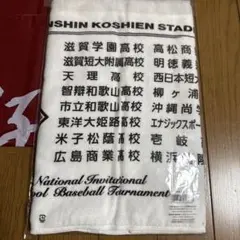 NSHIN KOSHIEN STADI
滋賀学園高校 高松商
滋賀短大附属高校 明徳義
天理高校 西日本短大
智辯和歌山高校 柳ヶ浦
市立和歌山高校 沖縄尚学
東洋大姫路高校 エナジックスポー
米子松蔭高校 壱岐
広島商業高校 横浜
National Invitational
ool Baseball Tournament